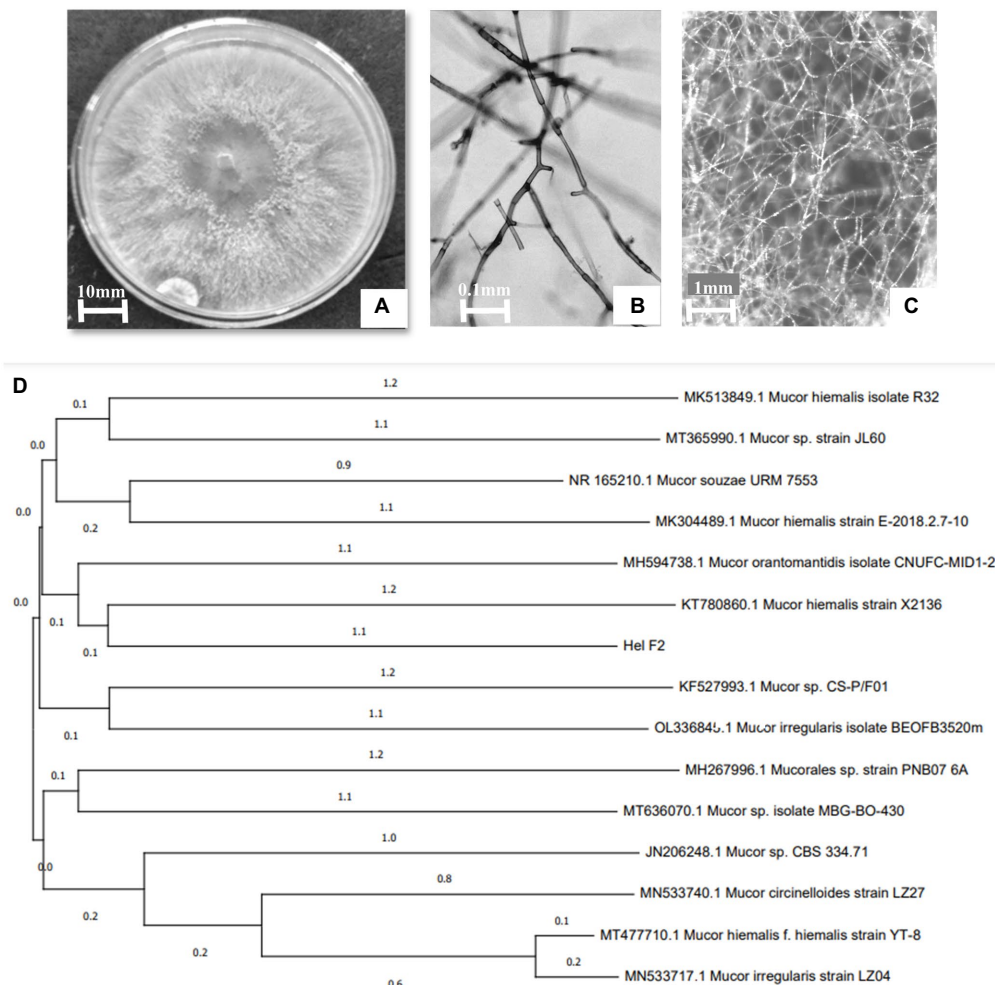 10mm
A
0.1mm
B
1mm
C
D
1.2
0.1
MK513849.1 Mucor hiemalis isolate R32
1.1
MT365990.1 Mucor sp. strain JL60
0.0
0.9
NR 165210.1 Mucor souzae URM 7553
0.0
1.1
0.2
MK304489.1 Mucor hiemalis strain E-2018.2.7-10
1.1
MH594738.1 Mucor orantomantidis isolate CNUFC-MID1-2
0.0
1.2
KT780860.1 Mucor hiemalis strain X2136
0.1
1.1
0.1
Hel F2
1.2
KF527993.1 Mucor sp. CS-P/F01
1.1
0.1
OL336845.1 Mucor irregularis isolate BEOFB3520m
1.2
0.1
MH267996.1 Mucorales sp. strain PNB07 6A
1.1
MT636070.1 Mucor sp. isolate MBG-BO-430
1.0
JN206248.1 Mucor sp. CBS 334.71
0.0
0.8
MN533740.1 Mucor circinelloides strain LZ27
0.2
0.1
MT477710.1 Mucor hiemalis f. hiemalis strain YT-8
0.2
0.2
MN533717.1 Mucor irregularis strain LZ04
0.6